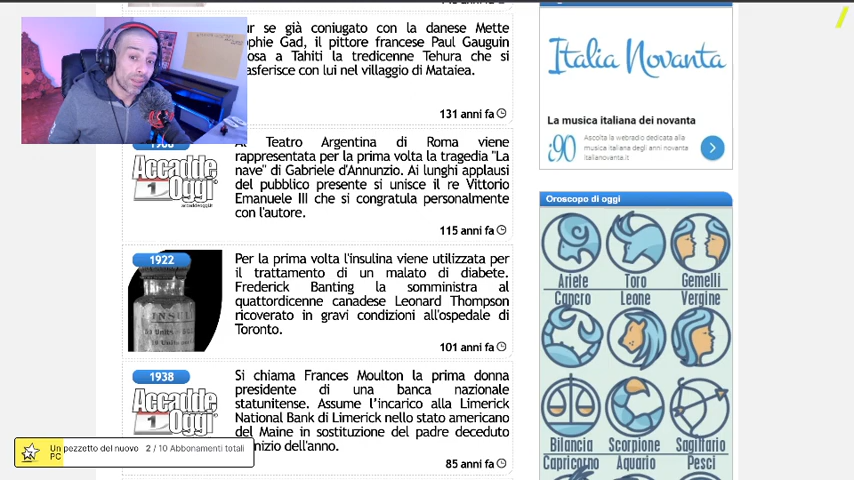 ur se già coniugato con la danese Mette
ophie Gad, il pittore francese Paul Gauguin
osa a Tahiti la tredicenne Tehura che si
asferisce con lui nel villaggio di Mataiea.
131 anni fa
Al Teatro Argentina di Roma viene
rappresentata per la prima volta la tragedia "La
nave" di Gabriele d'Annunzio. Ai lunghi applausi
del pubblico presente si unisce il re Vittorio
Emanuele III che si congratula personalmente
con l'autore.
Accadde
1 Oggi
115 anni fa
1922
Per la prima volta l'insulina viene utilizzata per
il trattamento di un malato di diabete.
Frederick Banting la somministra al
quattordicenne canadese Leonard Thompson
ricoverato in gravi condizioni all'ospedale di
Toronto.
INSUL
101 anni fa
1938
Si chiama Frances Moulton la prima donna
presidente di una banca nazionale
statunitense. Assume l'incarico alla Limerick
National Bank di Limerick nello stato americano
del Maine in sostituzione del padre deceduto
nizio dell'anno.
Accadde
1 Oggi
85 anni fa
Un pezzetto del nuovo PC
2 / 10 Abbonamenti totali
Italia Novanta
La musica italiana dei novanta
i90
Ascolta la webradio dedicata alla
musica italiana degli anni novanta
italianovanta.it
Oroscopo di oggi
Ariete Toro Gemelli
Cancro Leone Vergine
Bilancia Scorpione Sagittario
Capricorno Aquario Pesci